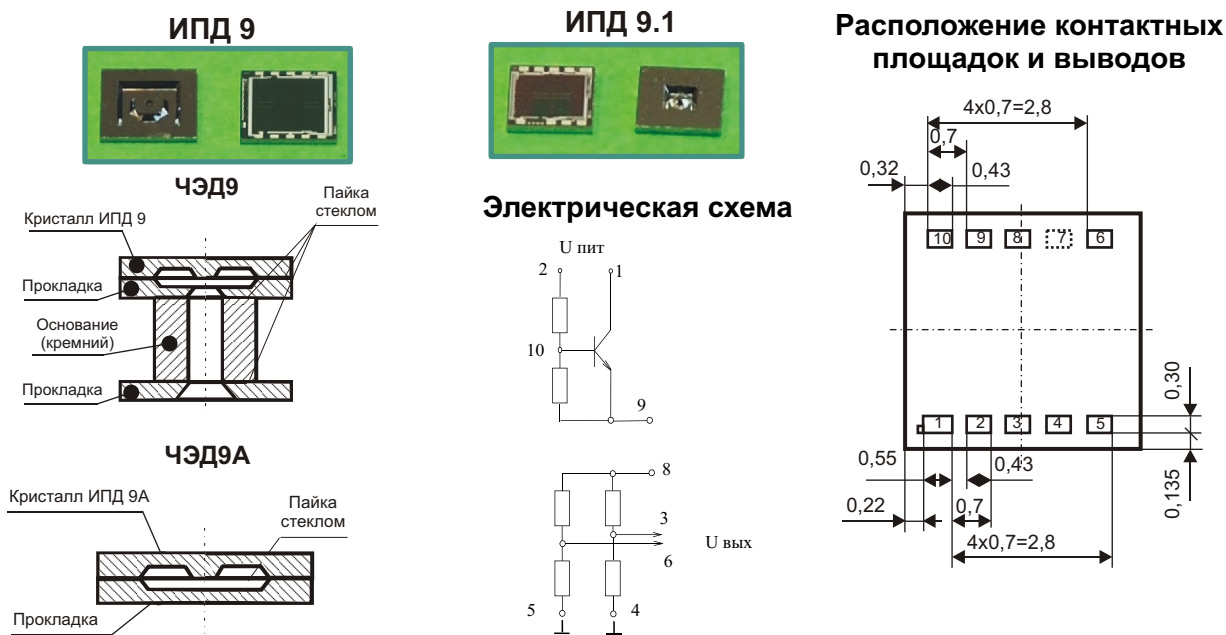 ИПД 9
ЧЭД9
Кристалл ИПД 9
Пайка
стеклом
Прокладка
Основание
(кремний)
Прокладка
ЧЭД9А
Кристалл ИПД 9А
Пайка
стеклом
Прокладка
ИПД 9.1
Электрическая схема
U пит
2 1
10
9
8
3
U вых
6
5 4
Расположение контактных
площадок и выводов
4x0,7=2,8
0,7
0,32 0,43
10 9 8 7 6
0,30
1 2 3 4 5
0,55 0,43
0,135
0,22 0,7
4x0,7=2,8